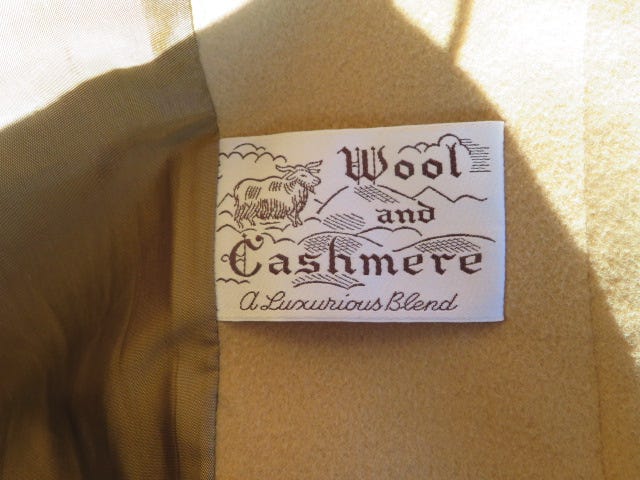 Wool
and
Cashmere
A Luxurious Blend